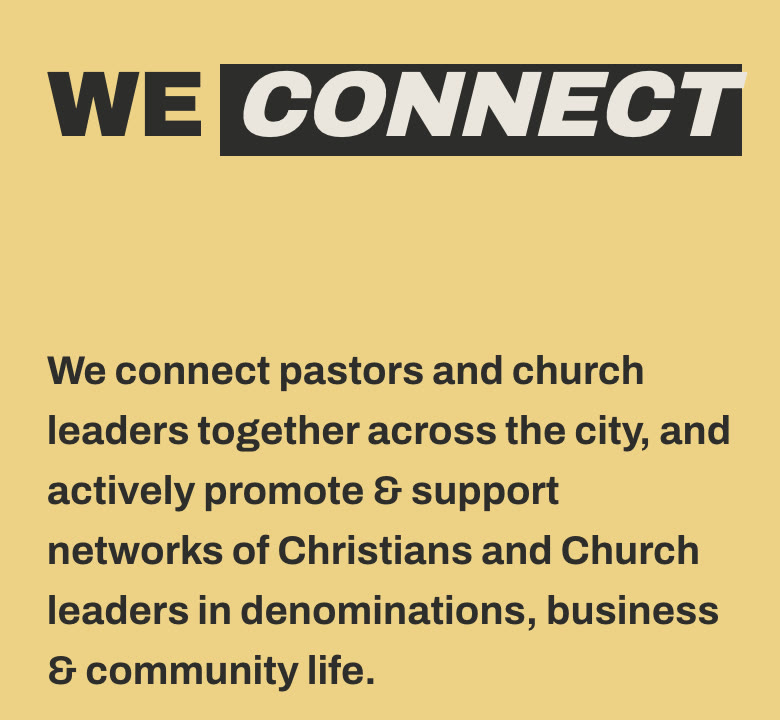 WE CONNECT
We connect pastors and church
leaders together across the city, and
actively promote & support
networks of Christians and Church
leaders in denominations, business
& community life.